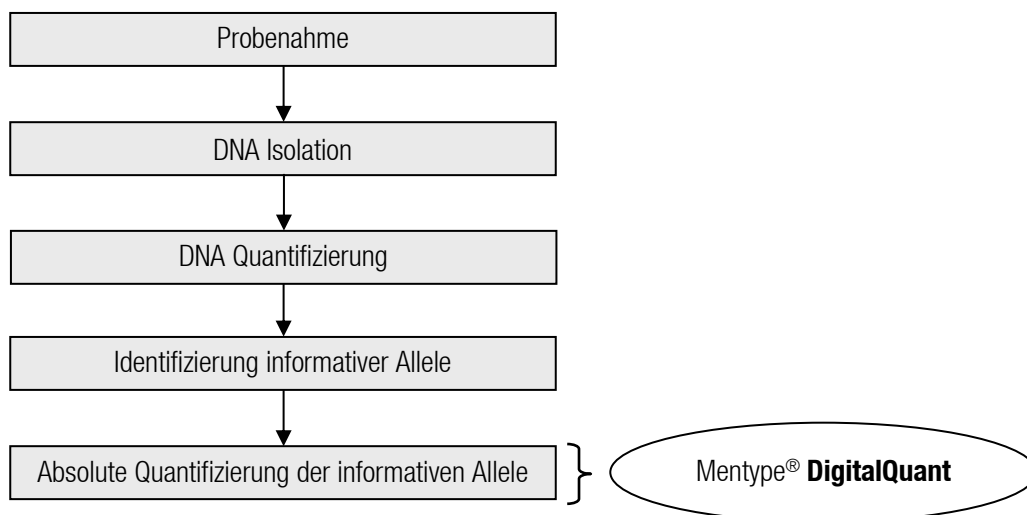 Probenahme
DNA Isolation
DNA Quantifizierung
Identifizierung informativer Allele
Absolute Quantifizierung der informativen Allele
Mentype® DigitalQuant